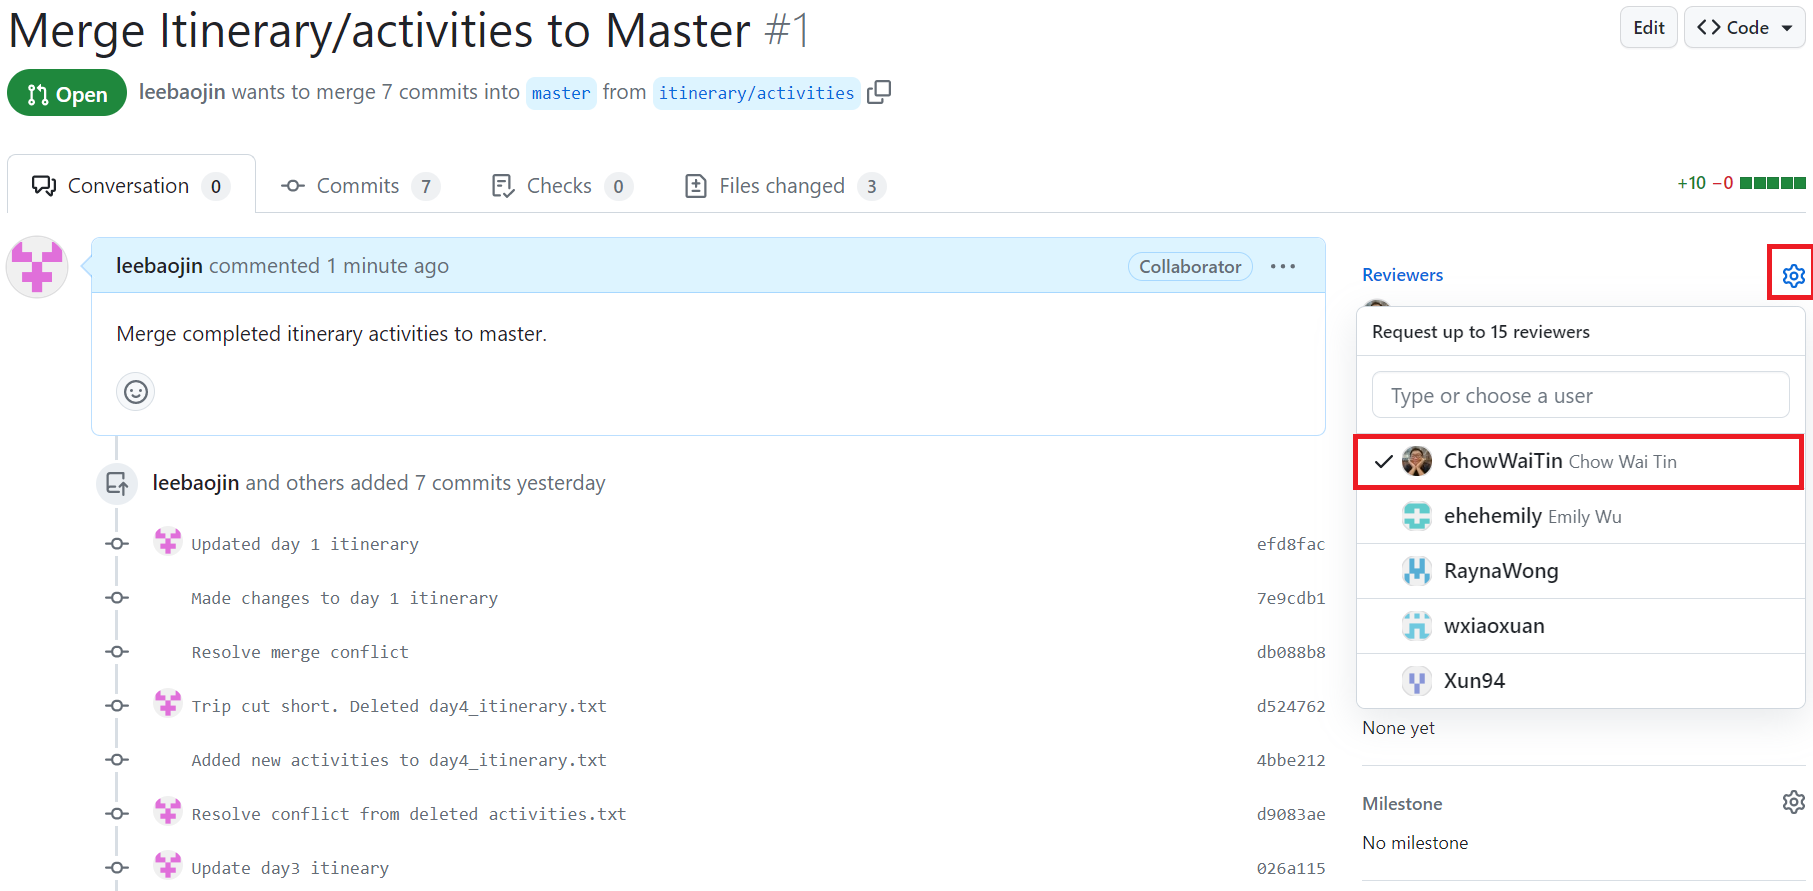 Merge Itinerary/activities to Master #1
Edit
Code
Open
leebaojin wants to merge 7 commits into master from itinerary/activities
Conversation 0
Commits 7
Checks 0
Files changed 3
+10 −0
leebaojin commented 1 minute ago
Collaborator
Merge completed itinerary activities to master.
leebaojin and others added 7 commits yesterday
Updated day 1 itinerary efd8fac
Made changes to day 1 itinerary 7e9cdb1
Resolve merge conflict db088b8
Trip cut short. Deleted day4_itinerary.txt d524762
Added new activities to day4_itinerary.txt 4bbe212
Resolve conflict from deleted activities.txt d9083ae
Update day3 itineary 026a115
Reviewers
Request up to 15 reviewers
Type or choose a user
ChowWaiTin Chow Wai Tin
ehehemily Emily Wu
RaynaWong
wxiaoxuan
Xun94
None yet
Milestone
No milestone